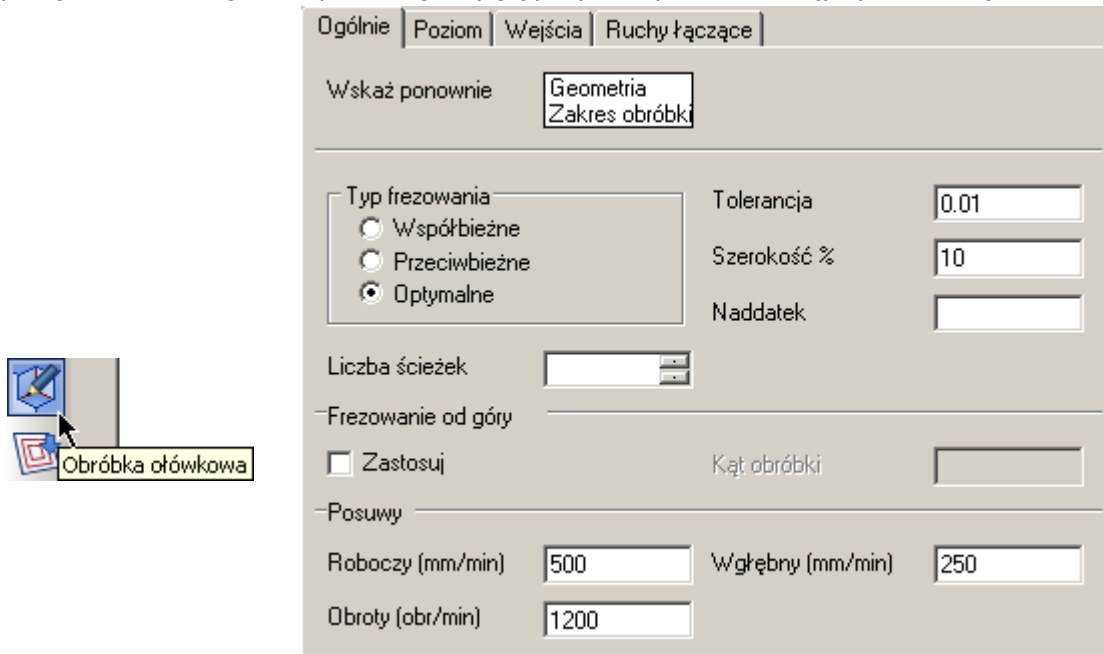 Ogólnie Poziom Wejścia Ruchy łączące
Wskaż ponownie
Geometria
Zakres obróbki
Typ frezowania
Współbieżne
Przeciwbieżne
Optymalne
Tolerancja 0.01
Szerokość % 10
Naddatek
Liczba ścieżek
Frezowanie od góry
Zastosuj Kąt obróbki
Posuwy
Roboczy (mm/min) 500 Wgłębny (mm/min) 250
Obroty (obr/min) 1200
Obróbka ołówkowa